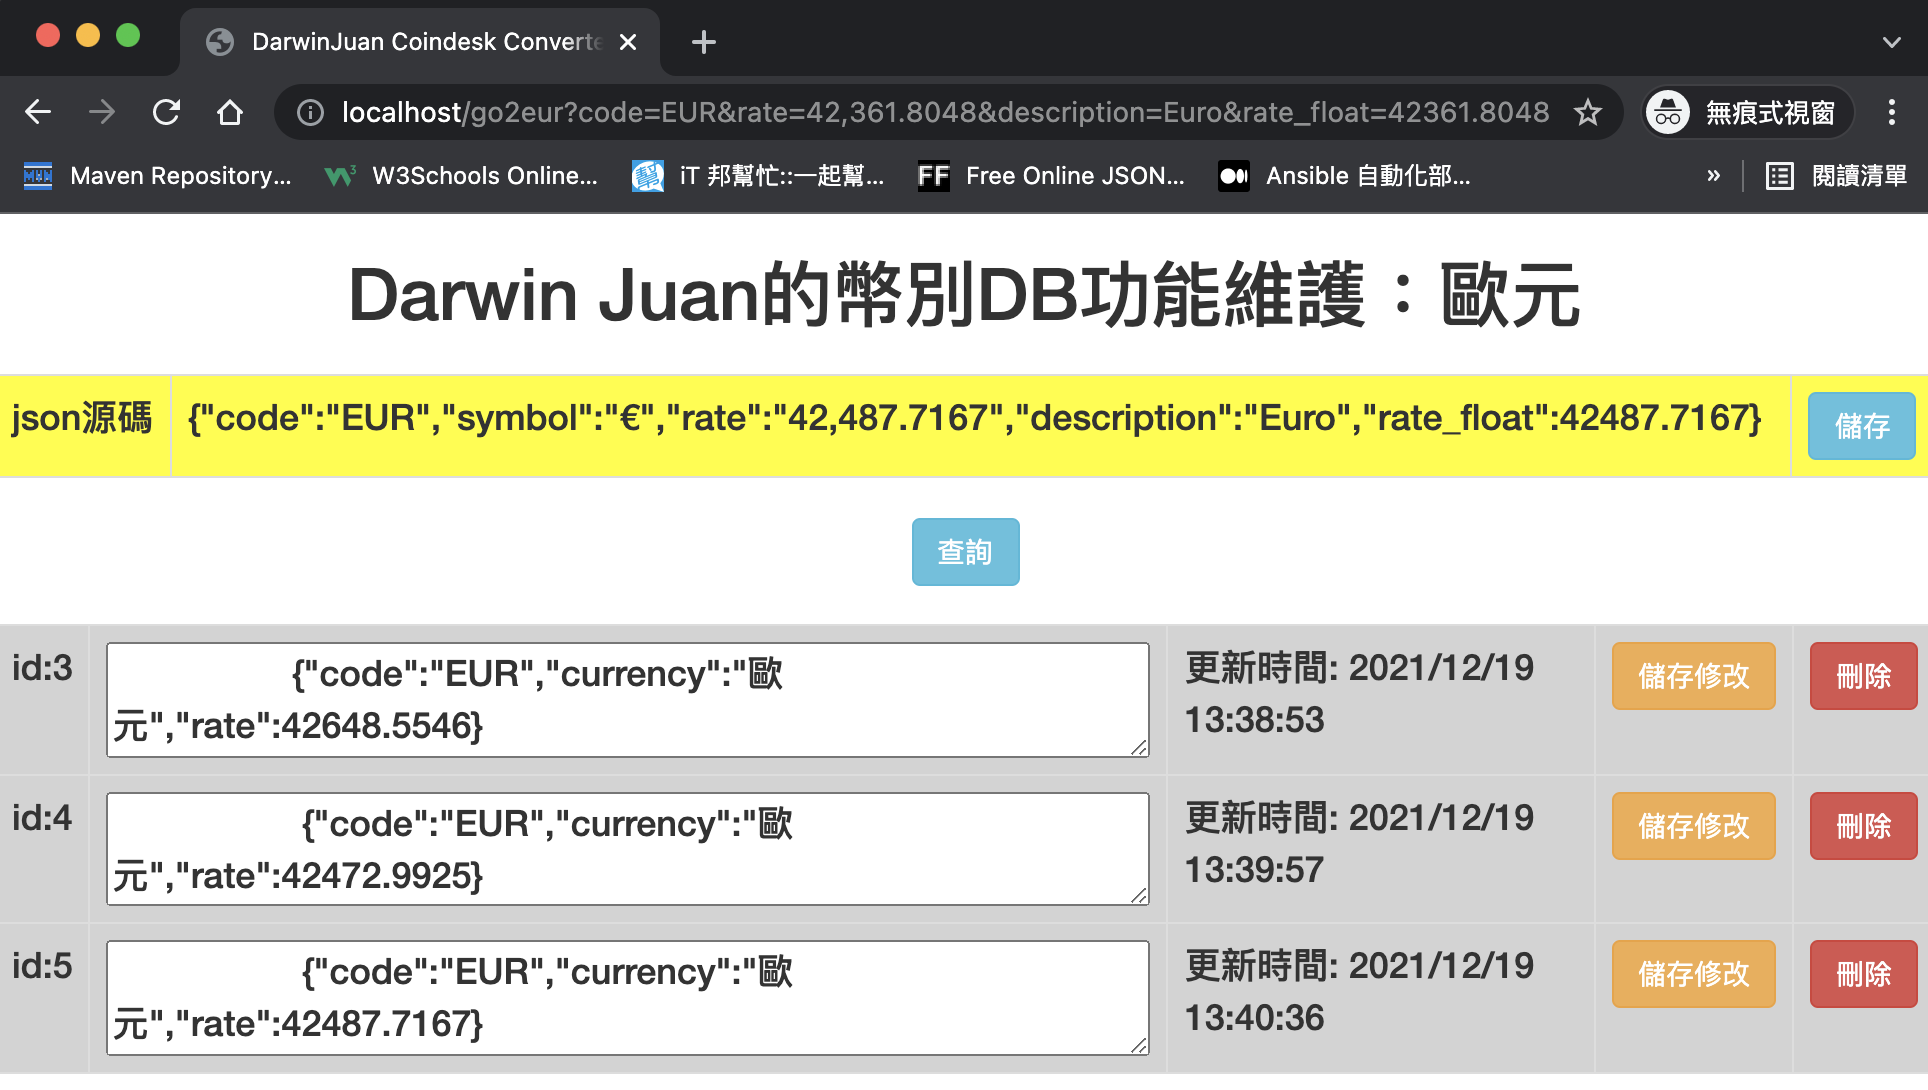 DarwinJuan Coindesk Converte
localhost/go2eur?code=EUR&rate=42,361.8048&description=Euro&rate_float=42361.8048
無痕式視窗
Maven Repository...
W3Schools Online...
iT 邦幫忙::一起幫...
Free Online JSON...
Ansible 自動化部...
»
閱讀清單
Darwin Juan的幣別DB功能維護：歐元
json源碼
{"code":"EUR","symbol":"€","rate":"42,487.7167","description":"Euro","rate_float":42487.7167}
儲存
查詢
id:3
{"code":"EUR","currency":"歐
元","rate":42648.5546}
更新時間: 2021/12/19
13:38:53
儲存修改
刪除
id:4
{"code":"EUR","currency":"歐
元","rate":42472.9925}
更新時間: 2021/12/19
13:39:57
儲存修改
刪除
id:5
{"code":"EUR","currency":"歐
元","rate":42487.7167}
更新時間: 2021/12/19
13:40:36
儲存修改
刪除